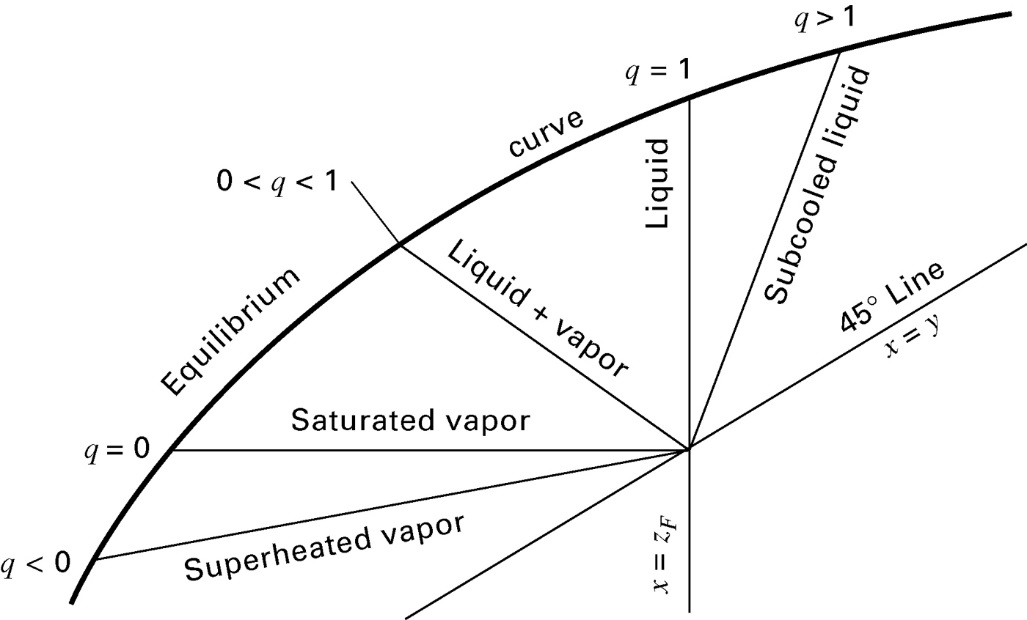 q > 1
q = 1
curve
Liquid
Subcooled liquid
0 < q < 1
Liquid + vapor
Equilibrium
45° Line
x = y
Saturated vapor
q = 0
Superheated vapor
q < 0
x = z_F